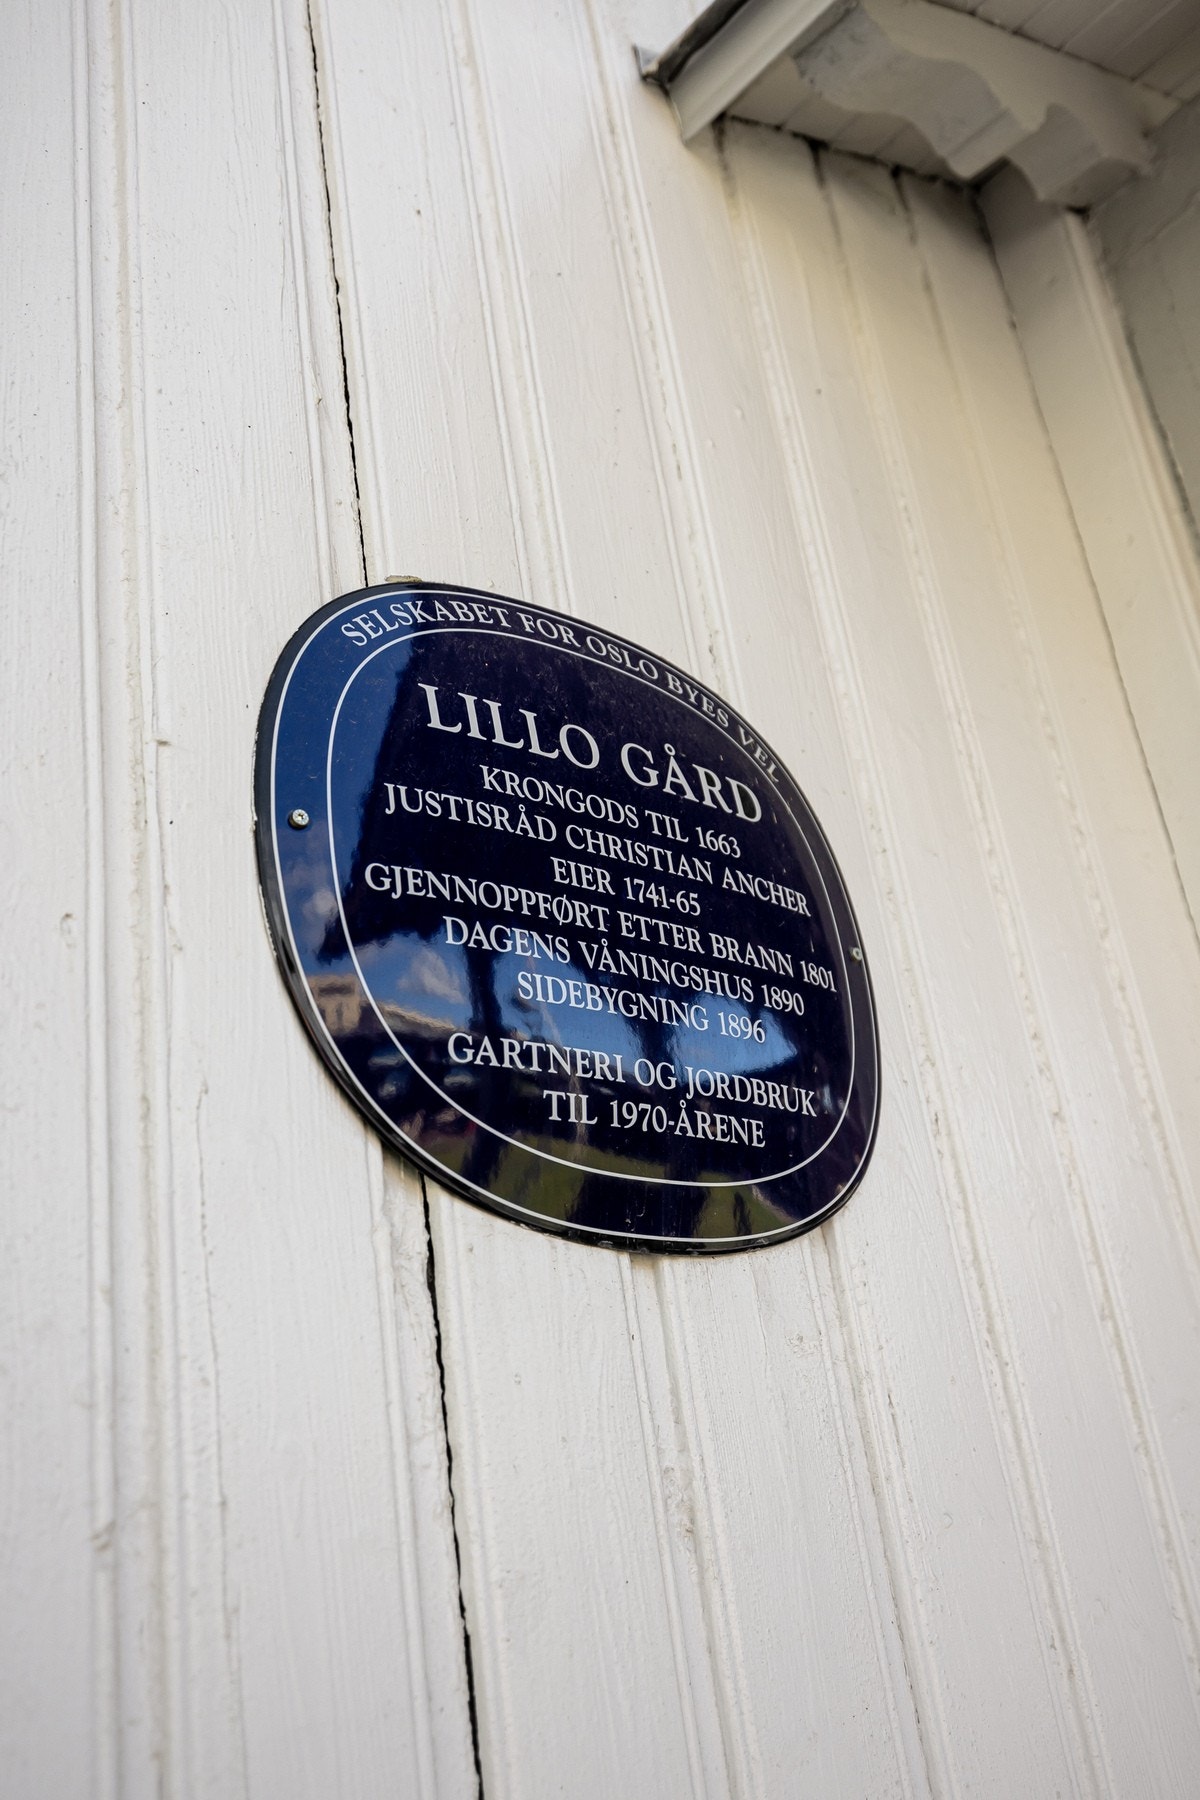 SELSKABET FOR OSLO BYES VEL
LILLO GÅRD
KRONGODS TIL 1663
JUSTISRÅD CHRISTIAN ANCHER
EIER 1741-65
GJENNOPPFØRT ETTER BRANN 1801
DAGENS VÅNINGSHUS 1890
SIDEBYGNING 1896
GARTNERI OG JORDBRUK
TIL 1970-ÅRENE